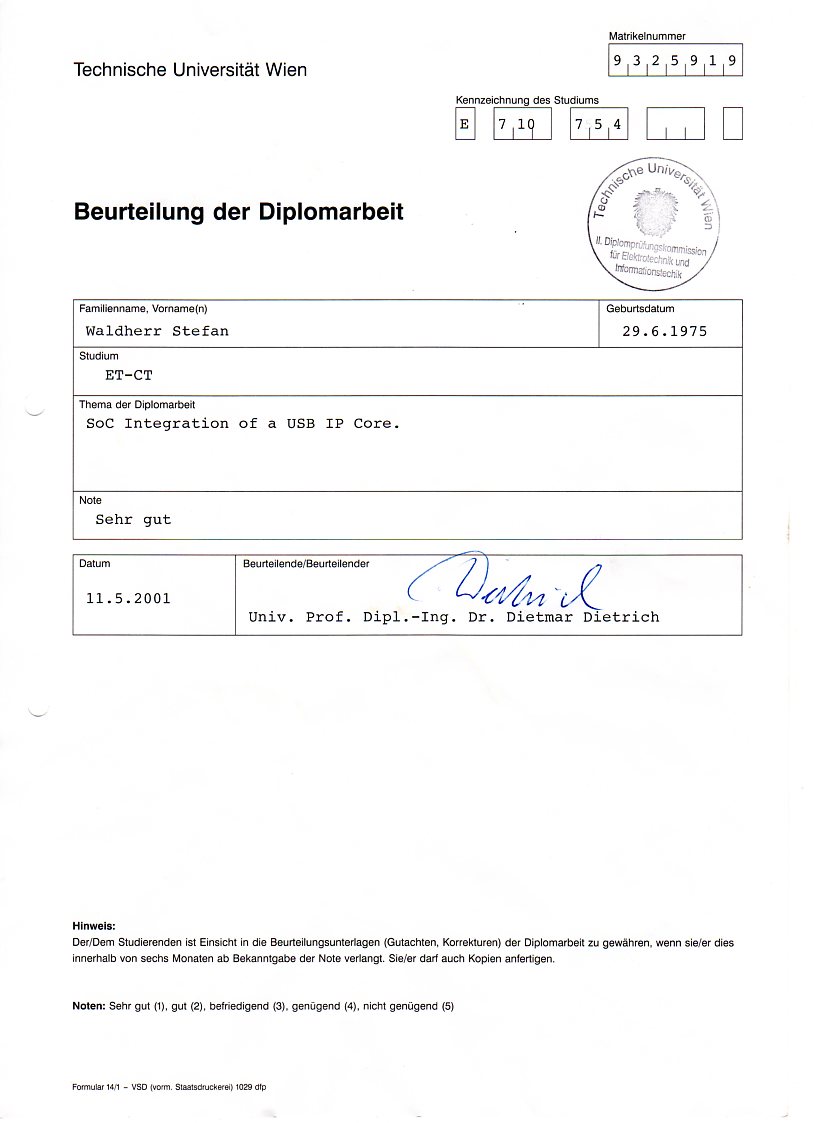 Matrikelnummer
9 3 2 5 9 1 9
Technische Universität Wien
Kennzeichnung des Studiums
E 7 10 7 5 4
Beurteilung der Diplomarbeit
Technische Universität Wien
II. Diplomprüfungskommission
für Elektrotechnik und
Informationstechik
Familienname, Vorname(n)
Geburtsdatum
Waldherr Stefan
29.6.1975
Studium
ET-CT
Thema der Diplomarbeit
SoC Integration of a USB IP Core.
Note
Sehr gut
Datum
Beurteilende/Beurteilender
11.5.2001
Dietrich
Univ. Prof. Dipl.-Ing. Dr. Dietmar Dietrich
Hinweis:
Der/Dem Studierenden ist Einsicht in die Beurteilungsunterlagen (Gutachten, Korrekturen) der Diplomarbeit zu gewähren, wenn sie/er dies
innerhalb von sechs Monaten ab Bekanntgabe der Note verlangt. Sie/er darf auch Kopien anfertigen.
Noten: Sehr gut (1), gut (2), befriedigend (3), genügend (4), nicht genügend (5)
Formular 14/1 – VSD (vorm. Staatsdruckerei) 1029 dfp